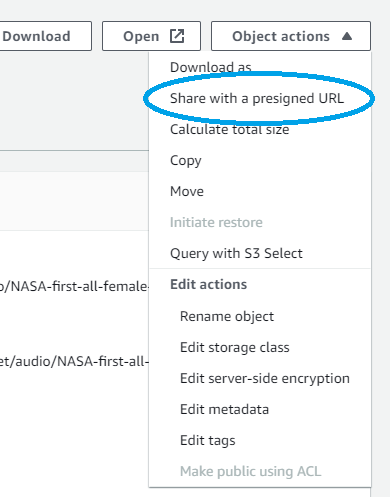 Download
Open
Object actions
Download as
Share with a presigned URL
Calculate total size
Copy
Move
Initiate restore
Query with S3 Select
Edit actions
o/NASA-first-all-female-
Rename object
Edit storage class
et/audio/NASA-first-all-
Edit server-side encryption
Edit metadata
Edit tags
Make public using ACL